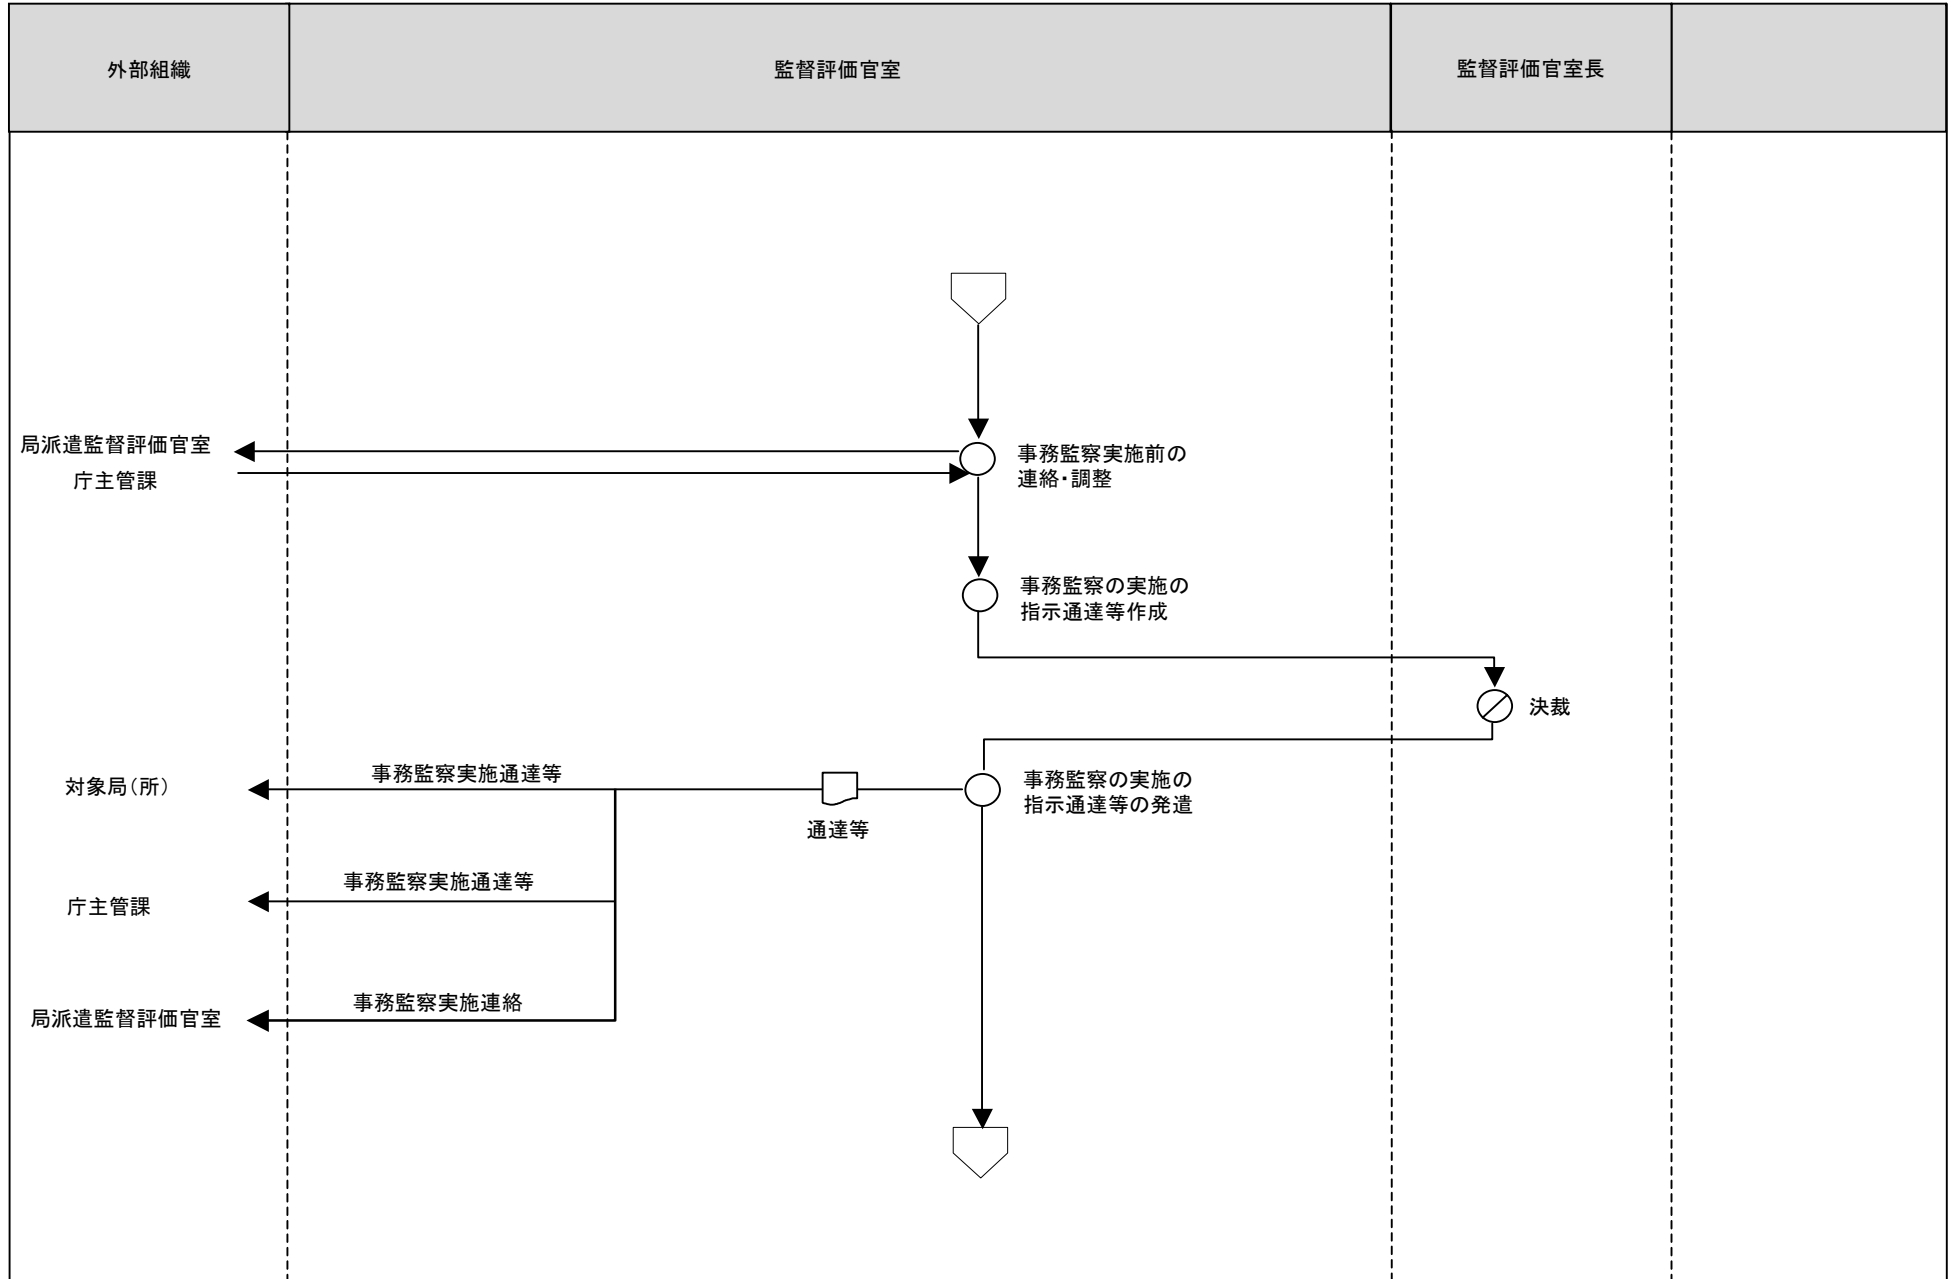 外部組織
監督評価官室
監督評価官室長
局派遣監督評価官室
庁主管課
事務監察実施前の
連絡・調整
事務監察の実施の
指示通達等作成
決裁
対象局(所)
事務監察実施通達等
通達等
事務監察の実施の
指示通達等の発遣
庁主管課
事務監察実施通達等
局派遣監督評価官室
事務監察実施連絡